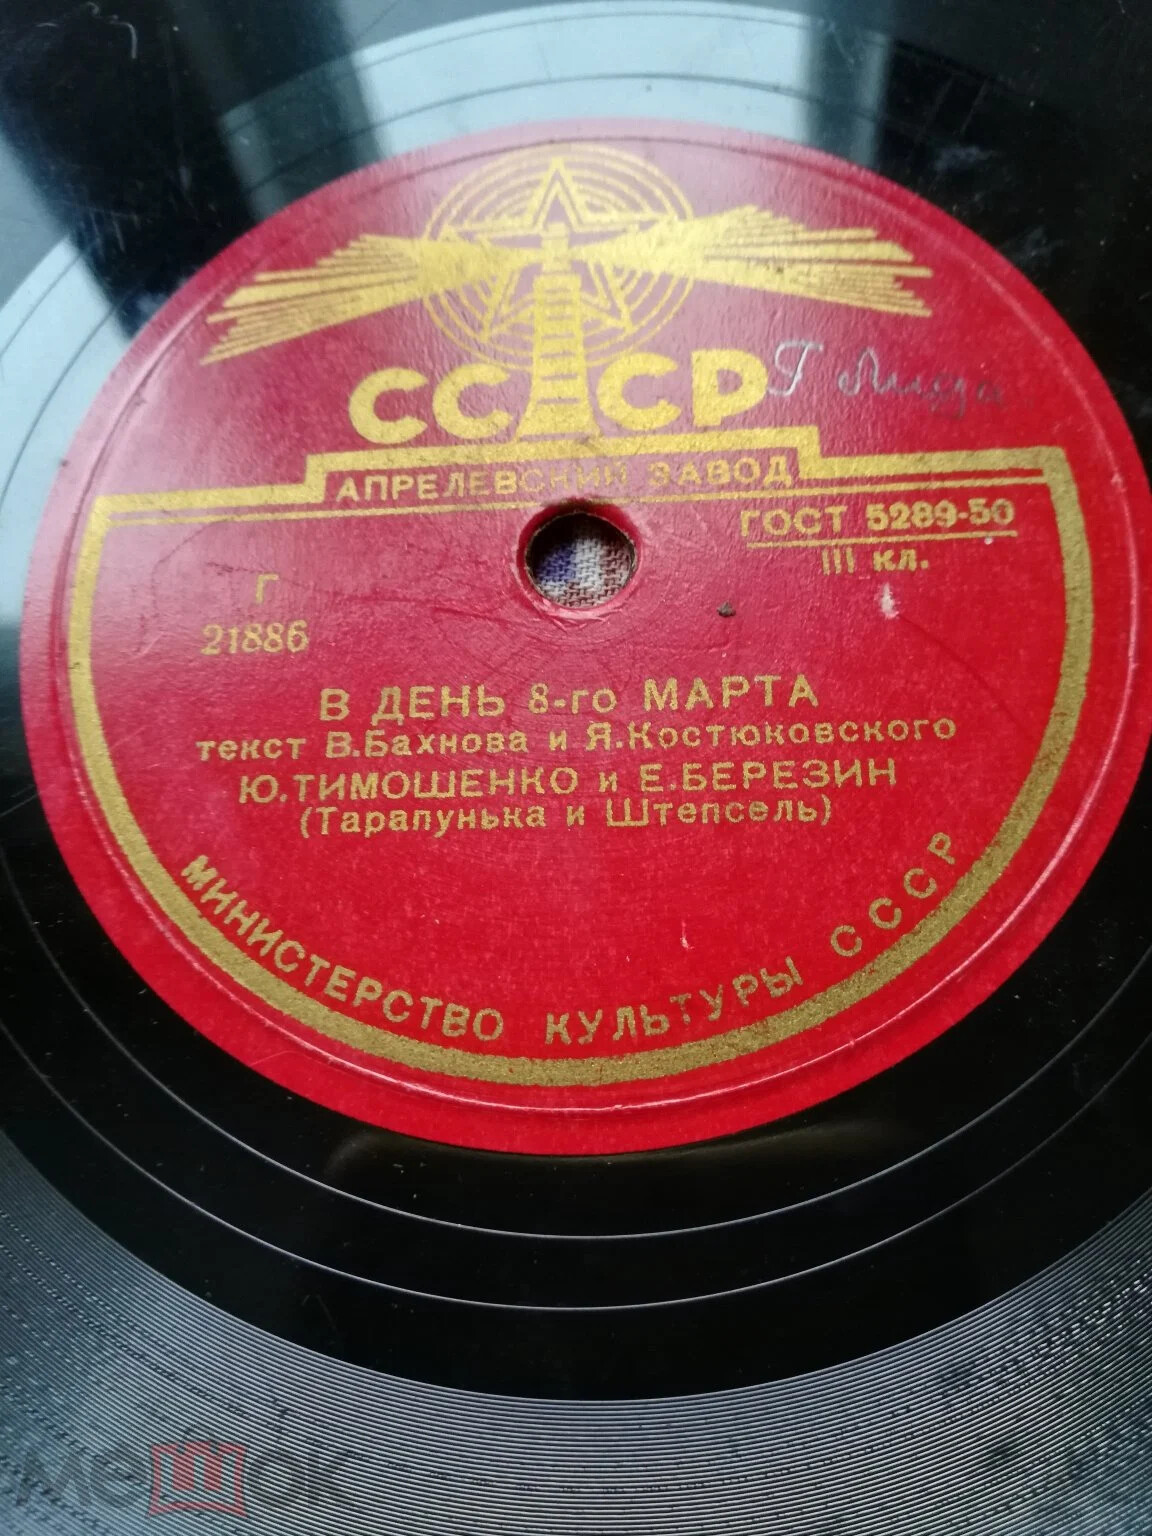 СССР
АПРЕЛЕВСКИЙ ЗАВОД
ГОСТ 5289-50
III кл.
Г
21886
В ДЕНЬ 8-го МАРТА
текст В.Бахнова и Я.Костюковского
Ю.ТИМОШЕНКО и Е.БЕРЕЗИН
(Тарапунька и Штепсель)
МИНИСТЕРСТВО КУЛЬТУРЫ СССР
мешок